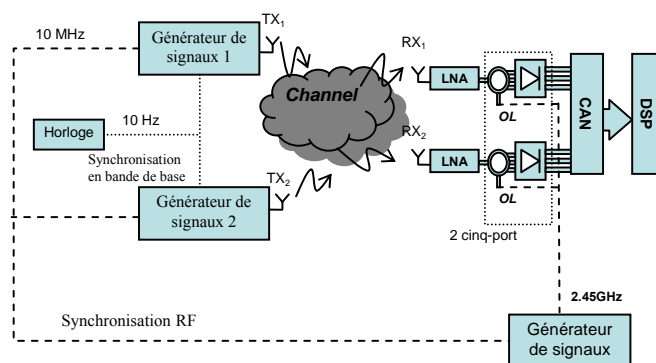 10 MHz
Générateur de
signaux 1
TX1
Horloge
10 Hz
Synchronisation
en bande de base
Générateur de
signaux 2
TX2
Channel
RX1
LNA
OL
RX2
LNA
OL
2 cinq-port
CAN
DSP
2.45GHz
Synchronisation RF
Générateur
de signaux